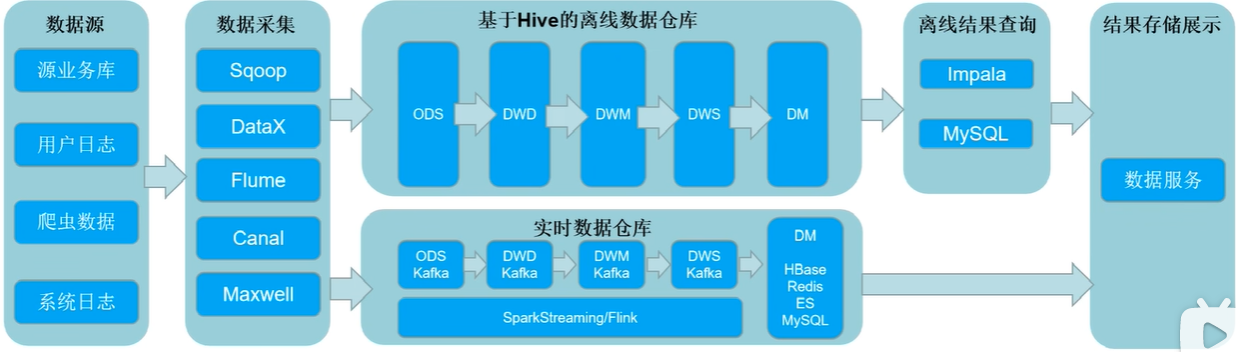 数据源
源业务库
用户日志
爬虫数据
系统日志
数据采集
Sqoop
DataX
Flume
Canal
Maxwell
基于Hive的离线数据仓库
ODS
DWD
DWM
DWS
DM
实时数据仓库
ODS
Kafka
DWD
Kafka
DWM
Kafka
DWS
Kafka
SparkStreaming/Flink
DM
HBase
Redis
ES
MySQL
离线结果查询
Impala
MySQL
结果存储展示
数据服务